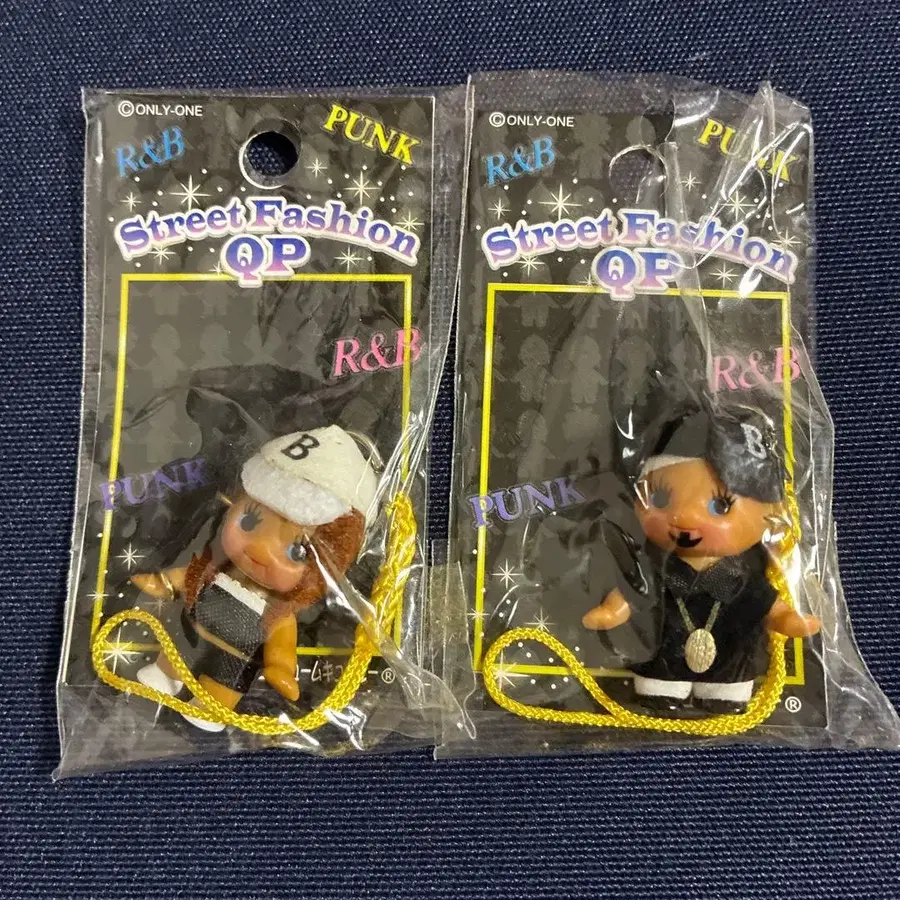 ©ONLY-ONE
R&B
PUNK
Street Fashion
QP
R&B
B
PUNK
ームキュ
ー®
©ONLY-ONE
R&B
PUNK
Street Fashion
QP
R&B
B
PUNK
®